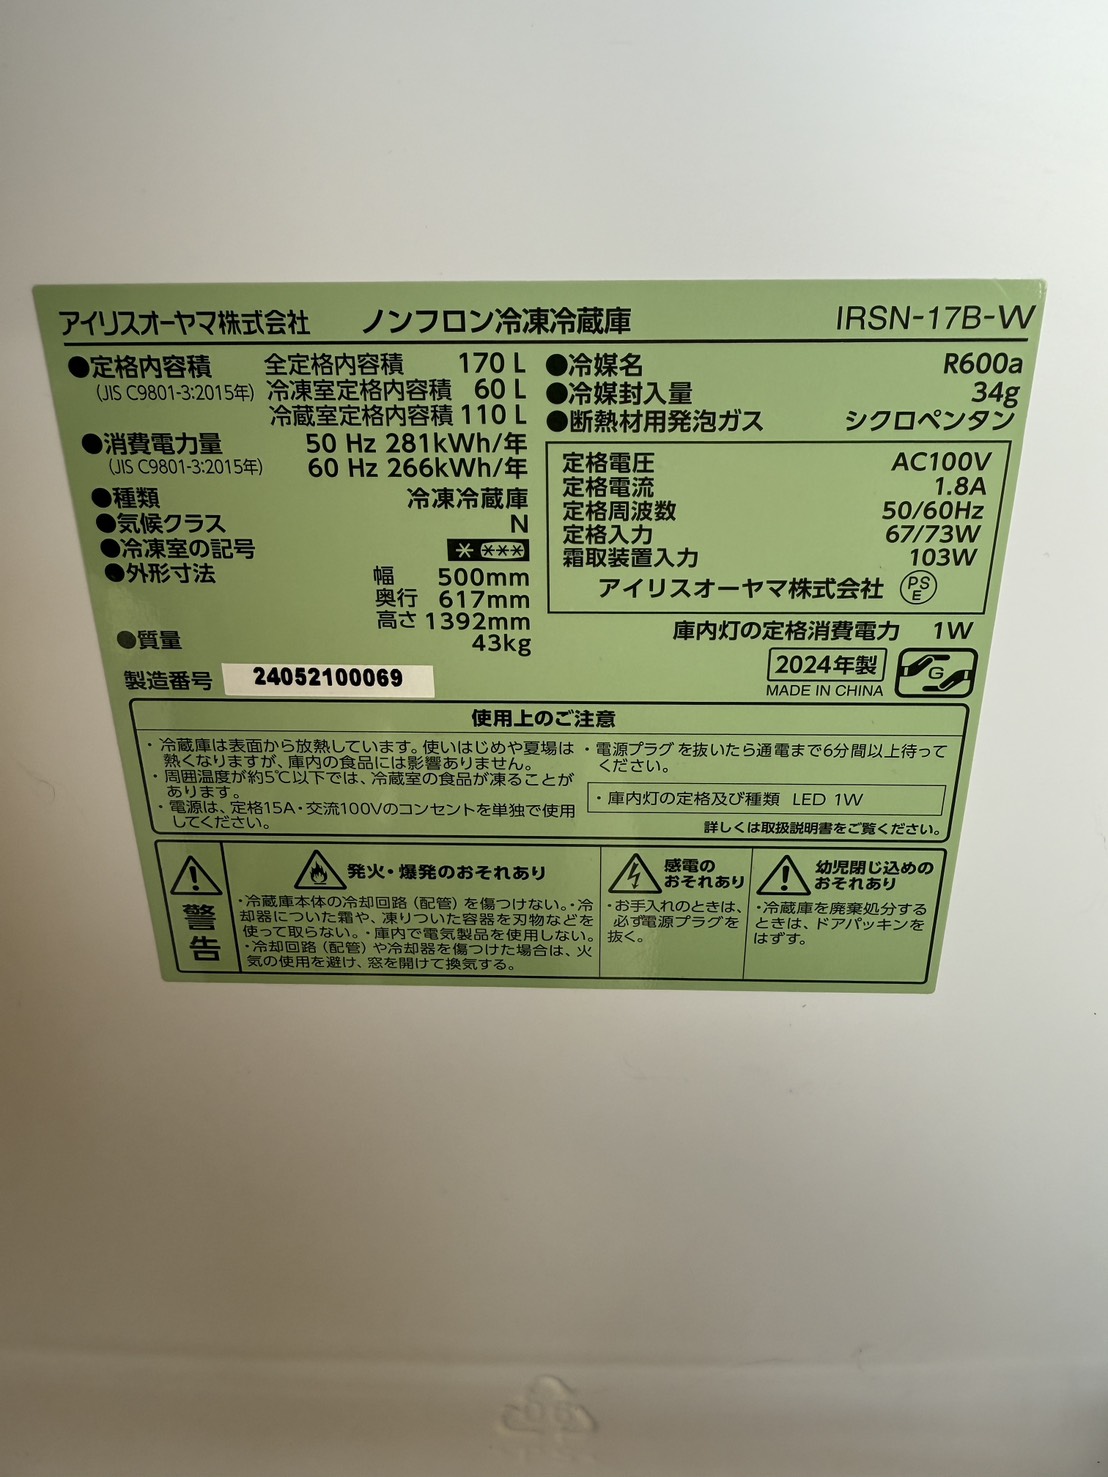 アイリスオーヤマ株式会社 ノンフロン冷凍冷蔵庫 IRSN-17B-W
●定格内容積 全定格内容積 170 L
(JIS C9801-3:2015年) 冷凍室定格内容積 60 L
冷蔵室定格内容積 110 L
●消費電力量 50 Hz 281kWh/年
(JIS C9801-3:2015年) 60 Hz 266kWh/年
●種類 冷凍冷蔵庫
●気候クラス N
●冷凍室の記号 * ***
●外形寸法 幅 500mm
奥行 617mm
高さ 1392mm
●質量 43kg
製造番号 24052100069
●冷媒名 R600a
●冷媒封入量 34g
●断熱材用発泡ガス シクロペンタン
定格電圧 AC100V
定格電流 1.8A
定格周波数 50/60Hz
定格入力 67/73W
霜取装置入力 103W
アイリスオーヤマ株式会社 PSE
庫内灯の定格消費電力 1W
2024年製
MADE IN CHINA
G
使用上のご注意
・冷蔵庫は表面から放熱しています。使いはじめや夏場は
熱くなりますが、庫内の食品には影響ありません。
・周囲温度が約5℃以下では、冷蔵室の食品が凍ることが
あります。
・電源は、定格15A・交流100Vのコンセントを単独で使用
してください。
・電源プラグを抜いたら通電まで6分間以上待って
ください。
・庫内灯の定格及び種類 LED 1W
詳しくは取扱説明書をご覧ください。
警告
発火・爆発のおそれあり
・冷蔵庫本体の冷却回路(配管)を傷つけない。・冷
却器についた霜や、凍りついた容器を刃物などを
使って取らない。・庫内で電気製品を使用しない。
・冷却回路(配管)や冷却器を傷つけた場合は、火
気の使用を避け、窓を開けて換気する。
感電の
おそれあり
・お手入れのときは、
必ず電源プラグを
抜く。
幼児閉じ込めの
おそれあり
・冷蔵庫を廃棄処分する
ときは、ドアパッキンを
はずす。